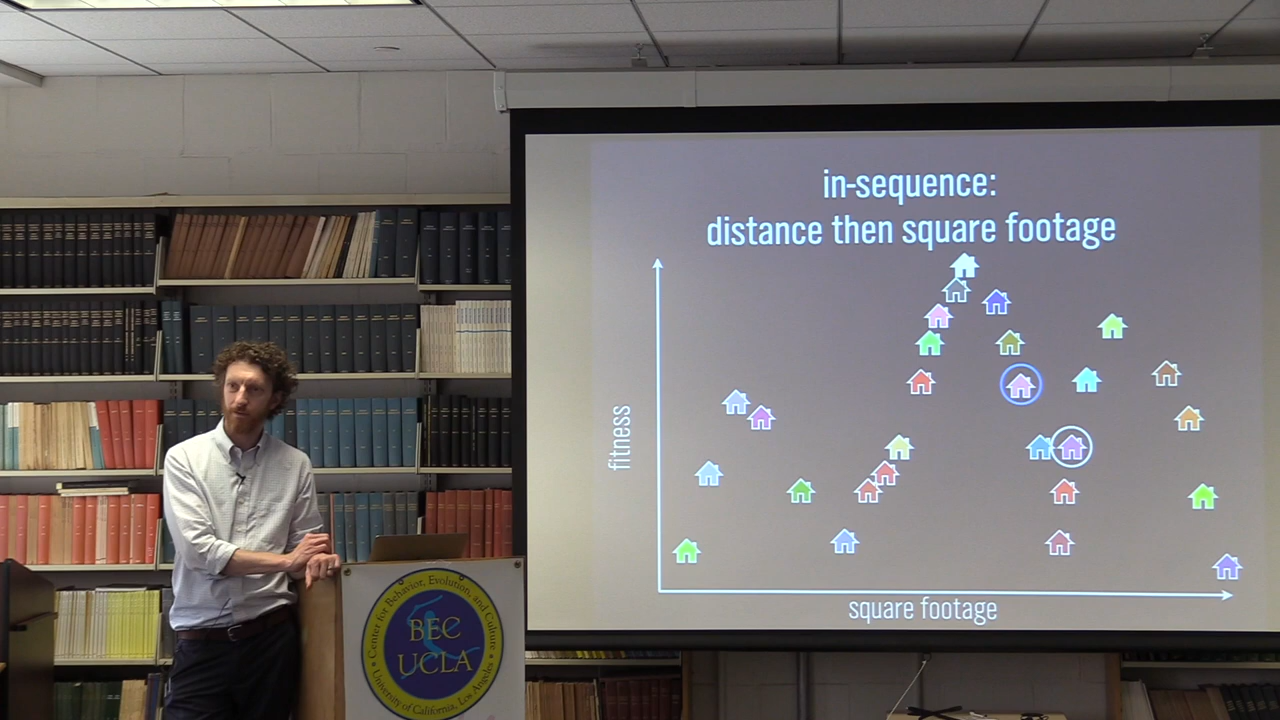 in-sequence:
distance then square footage
fitness
square footage
Center for Behavior, Evolution, and Culture
BEC
UCLA
University of California, Los Angeles